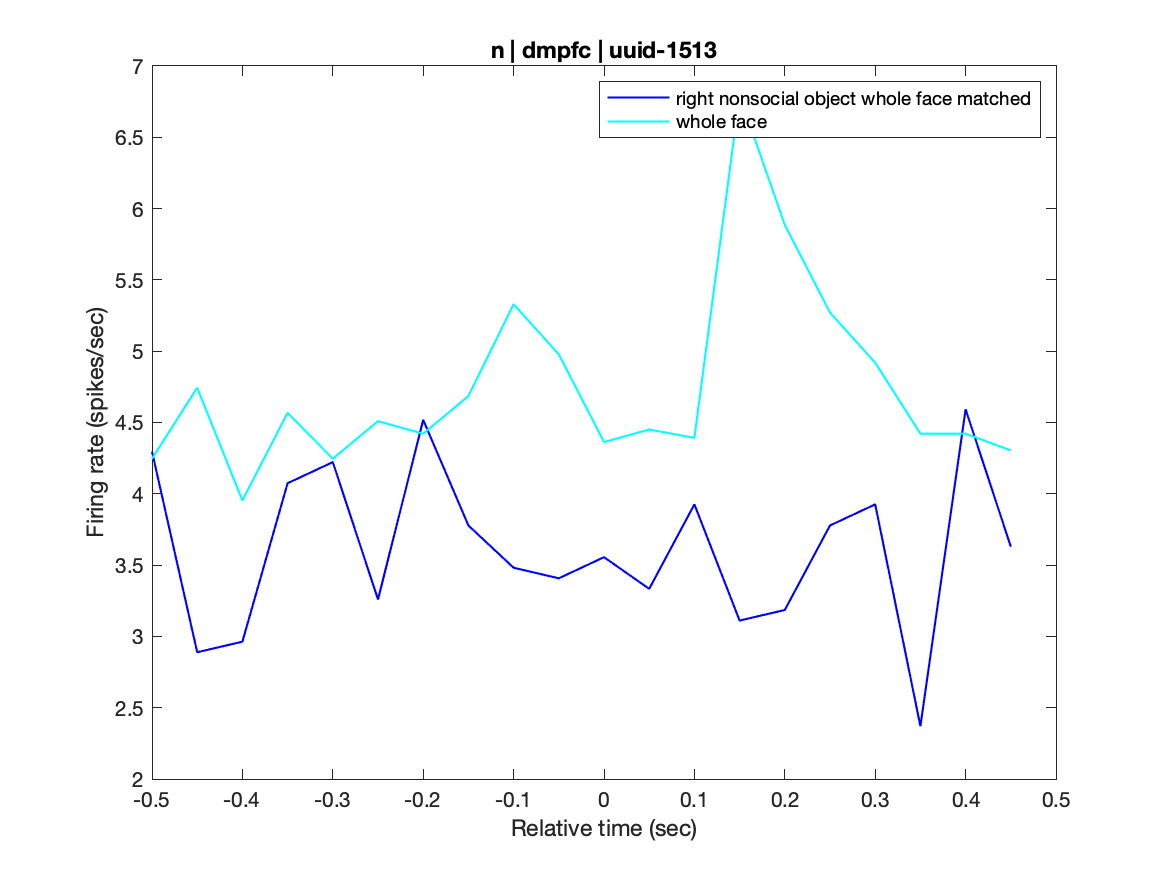 n | dmpfc | uuid-1513
7
6.5
6
5.5
5
4.5
4
3.5
3
2.5
2
Firing rate (spikes/sec)
right nonsocial object whole face matched
whole face
-0.5 -0.4 -0.3 -0.2 -0.1 0 0.1 0.2 0.3 0.4 0.5
Relative time (sec)